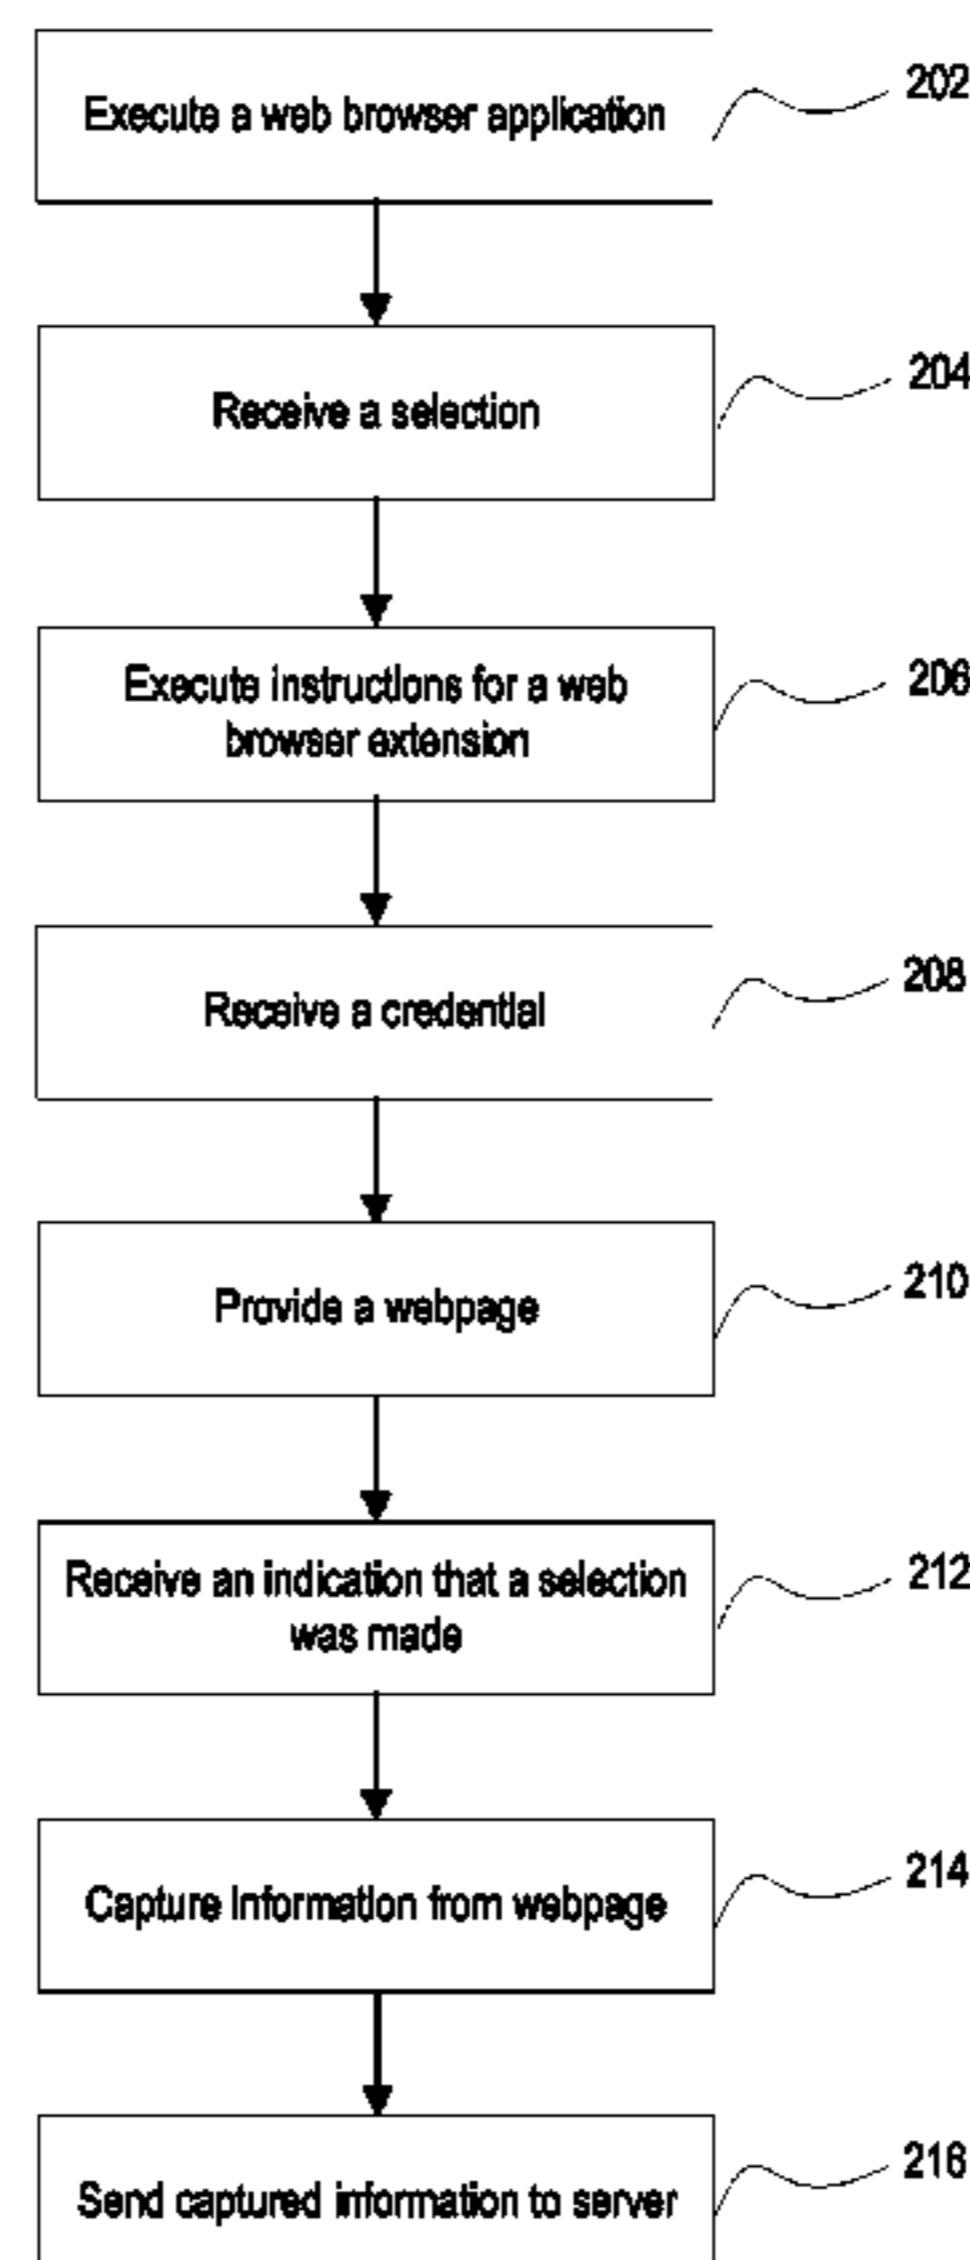 Execute a web browser application
202
Receive a selection
204
Execute instructions for a web
browser extension
206
Receive a credential
208
Provide a webpage
210
Receive an indication that a selection
was made
212
Capture information from webpage
214
Send captured information to server
216